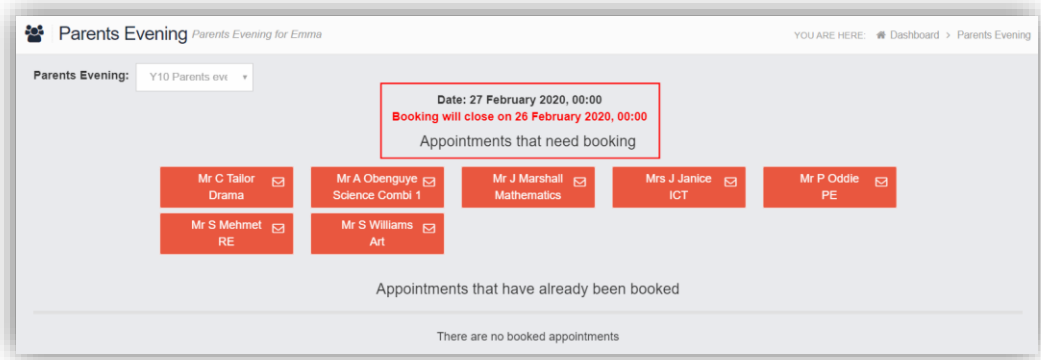 Parents Evening Parents Evening for Emma
YOU ARE HERE: Dashboard > Parents Evening
Parents Evening: Y10 Parents eve
Date: 27 February 2020, 00:00
Booking will close on 26 February 2020, 00:00
Appointments that need booking
Mr C Tailor
Drama
Mr A Obenguye
Science Combi 1
Mr J Marshall
Mathematics
Mrs J Janice
ICT
Mr P Oddie
PE
Mr S Mehmet
RE
Mr S Williams
Art
Appointments that have already been booked
There are no booked appointments